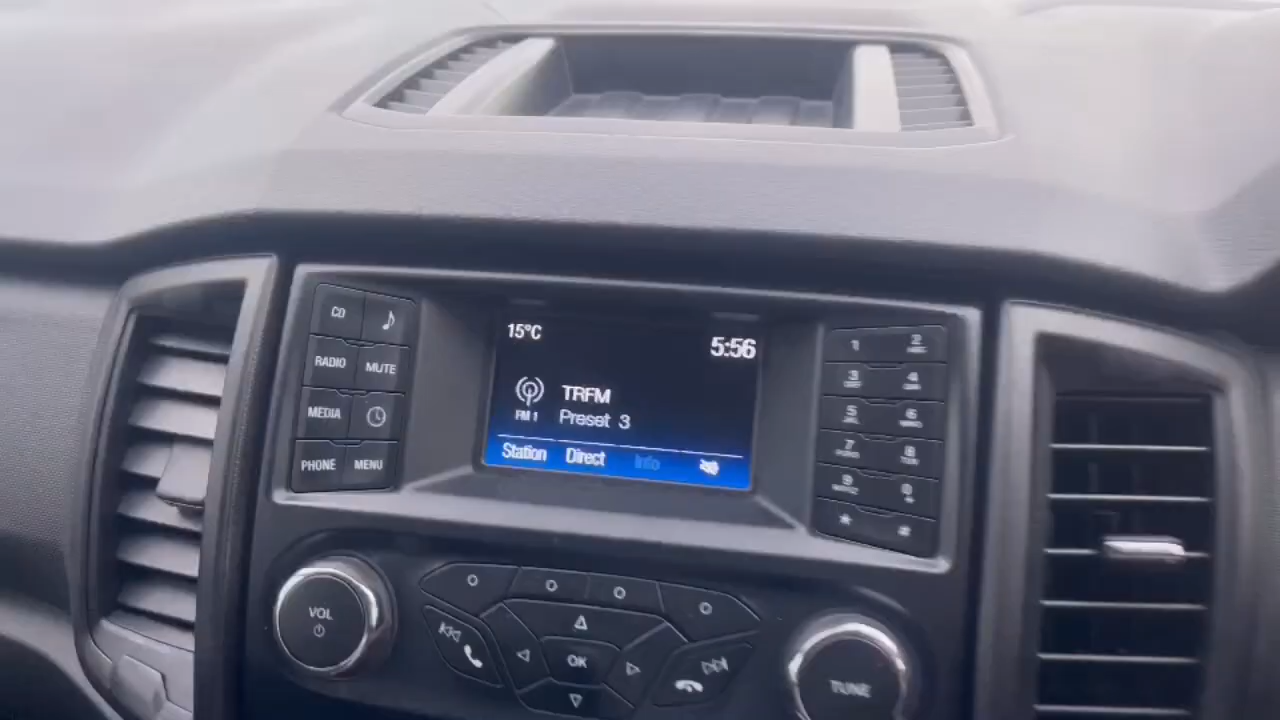 15°C
5:56
TRFM
FM 1
Preset 3
Station Direct Info
CD
RADIO MUTE
MEDIA
PHONE MENU
1 2
3 4
5 6
7 8
9
* #
VOL
OK
TUNE